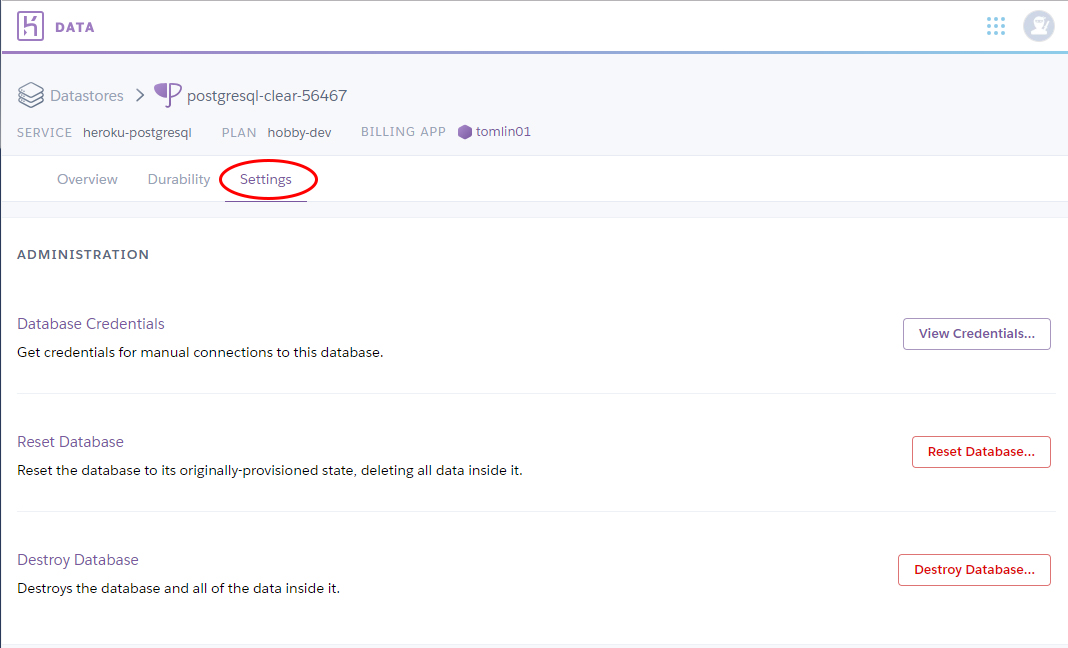 DATA
Datastores > postgresql-clear-56467
SERVICE heroku-postgresql PLAN hobby-dev BILLING APP tomlin01
Overview Durability Settings
ADMINISTRATION
Database Credentials
Get credentials for manual connections to this database.
View Credentials...
Reset Database
Reset the database to its originally-provisioned state, deleting all data inside it.
Reset Database...
Destroy Database
Destroys the database and all of the data inside it.
Destroy Database...